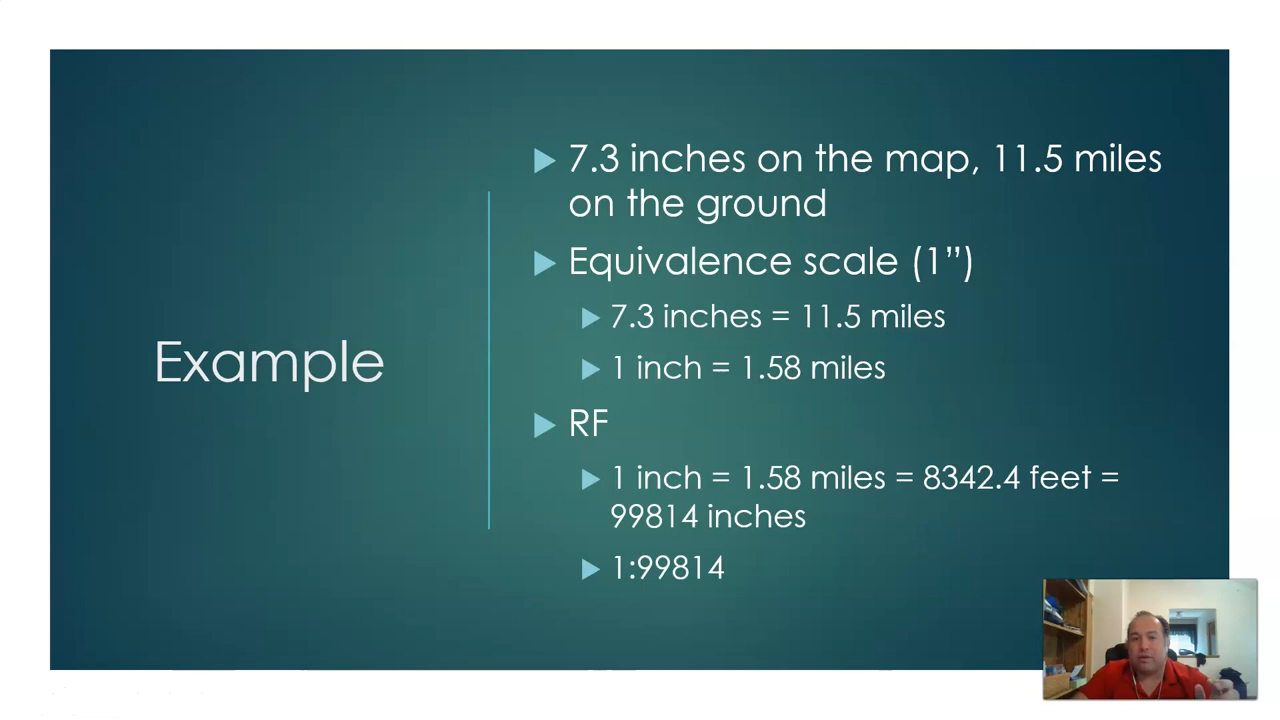 Example
7.3 inches on the map, 11.5 miles
on the ground
Equivalence scale (1”)
7.3 inches = 11.5 miles
1 inch = 1.58 miles
RF
1 inch = 1.58 miles = 8342.4 feet =
99814 inches
1:99814